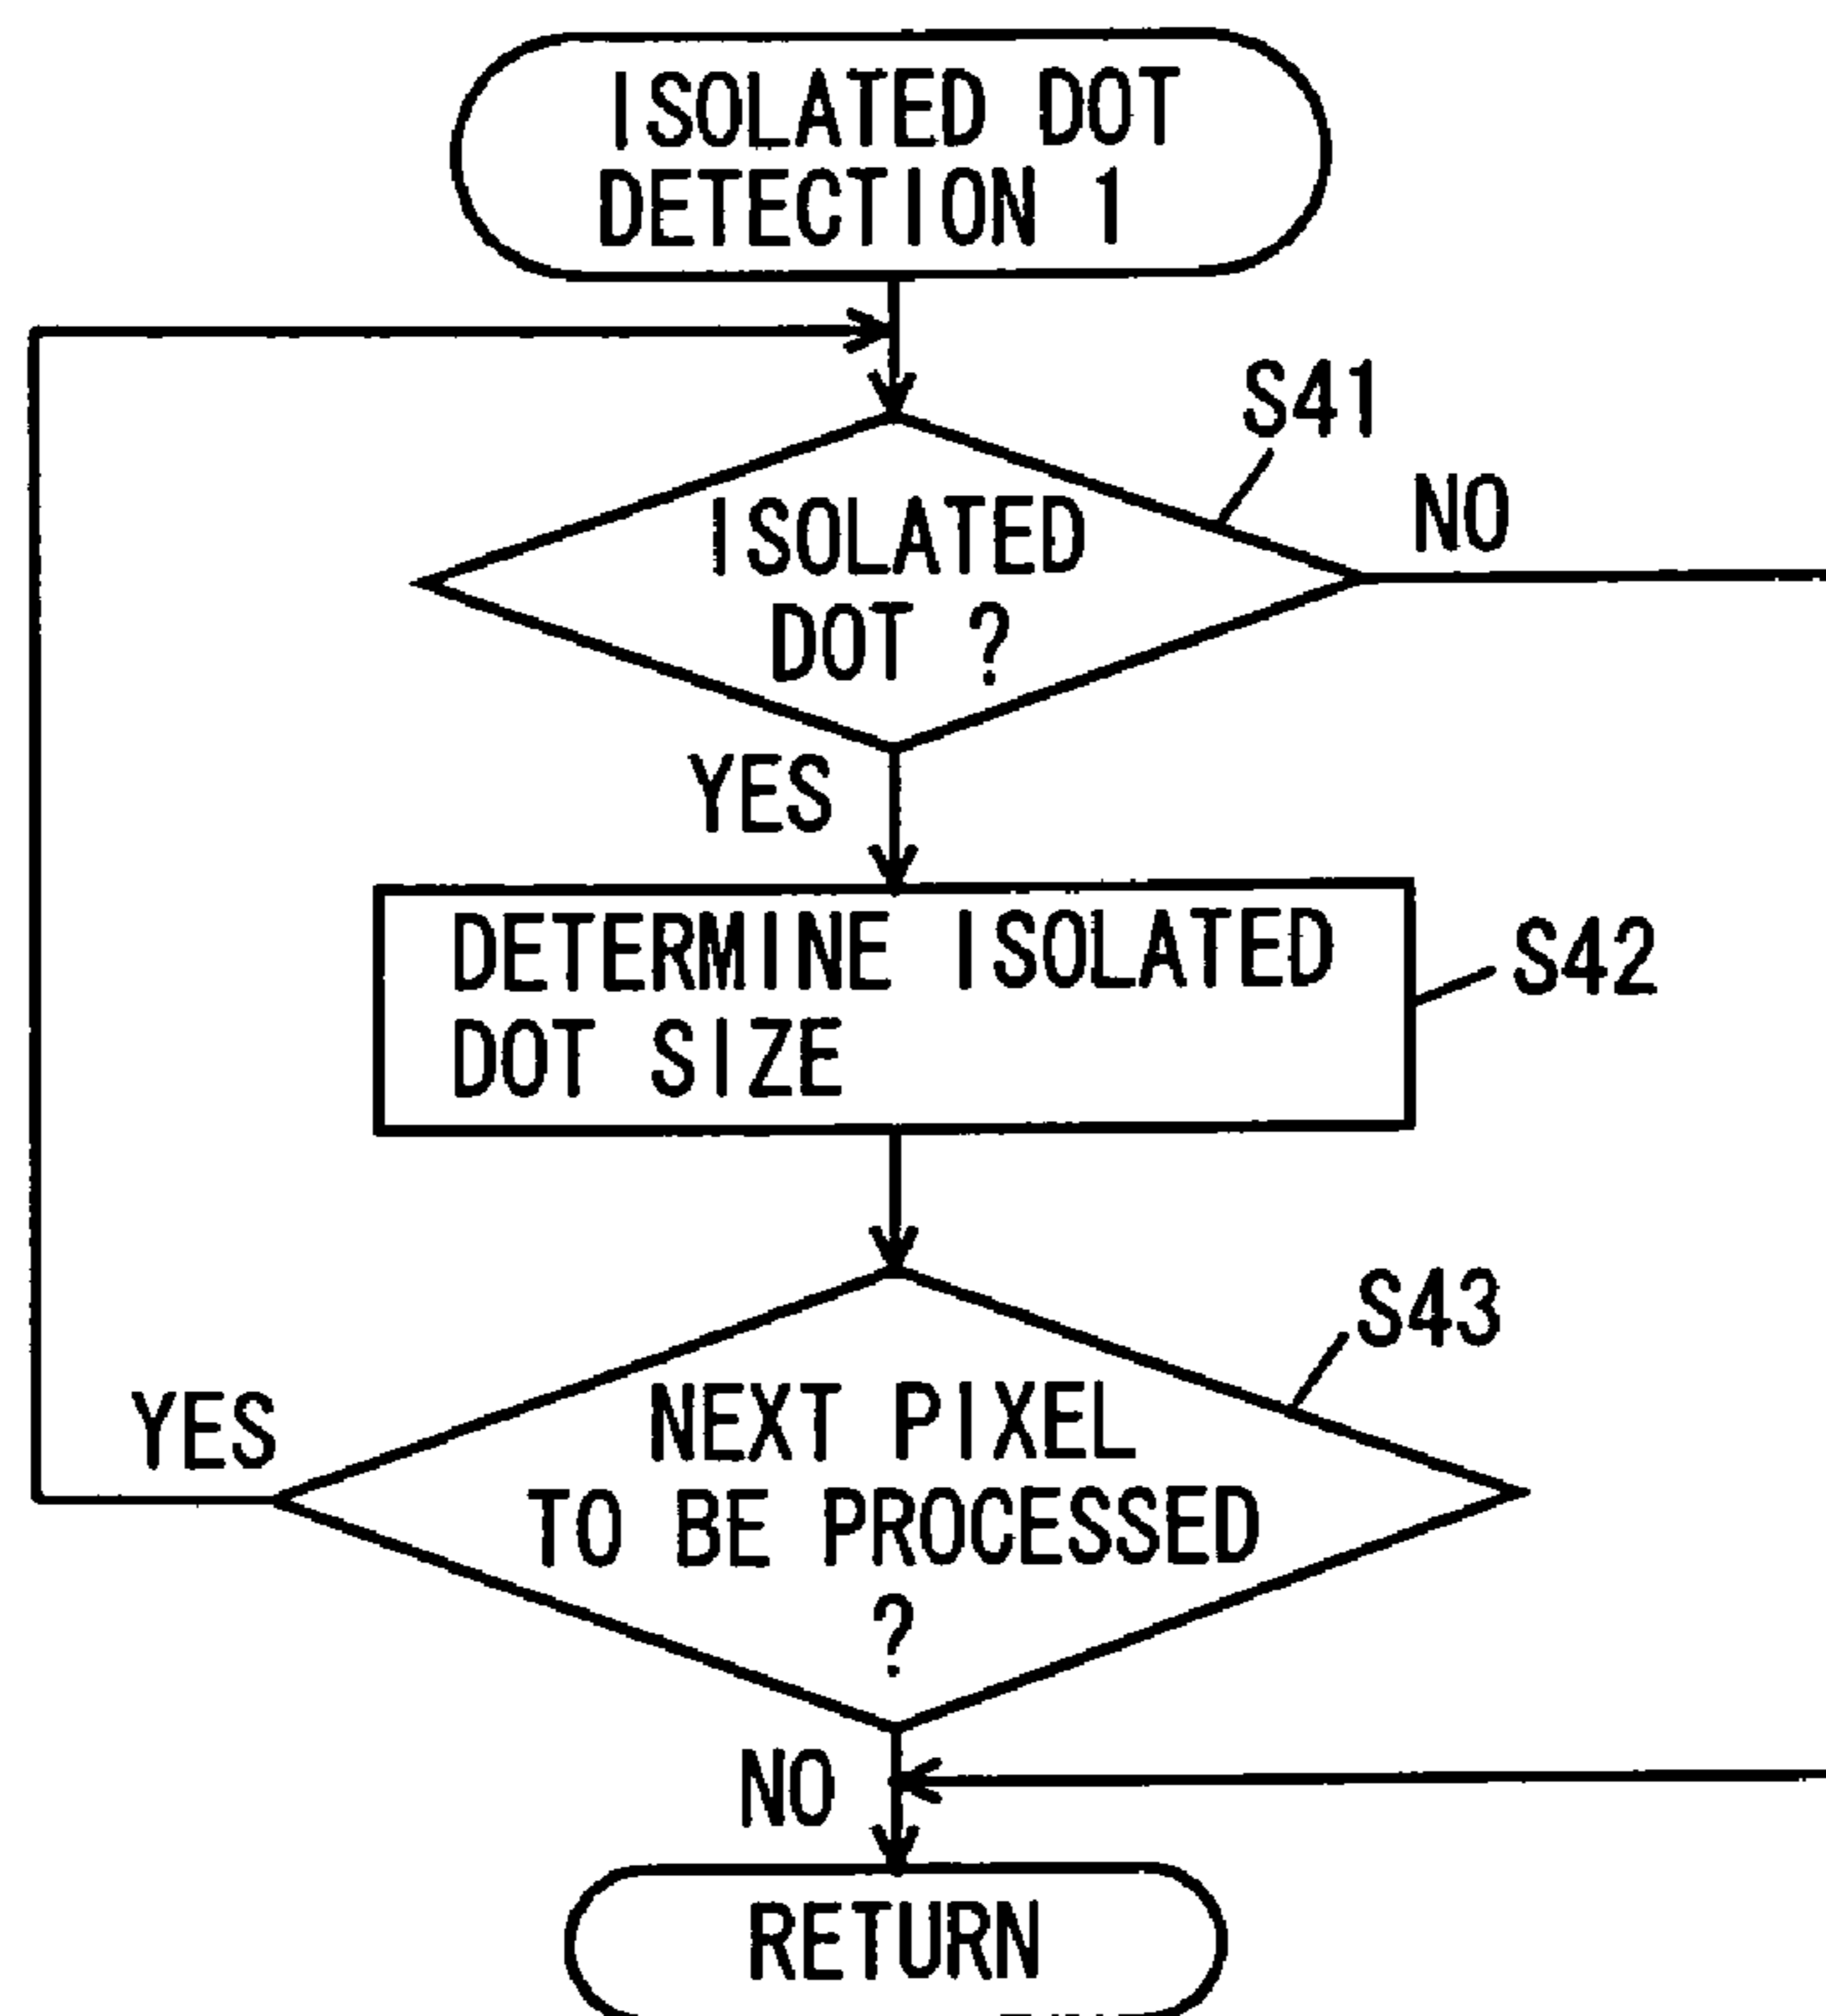 ISOLATED DOT
DETECTION 1
S41
NO
ISOLATED
DOT ?
YES
DETERMINE ISOLATED
DOT SIZE
S42
S43
YES
NEXT PIXEL
TO BE PROCESSED
?
NO
RETURN